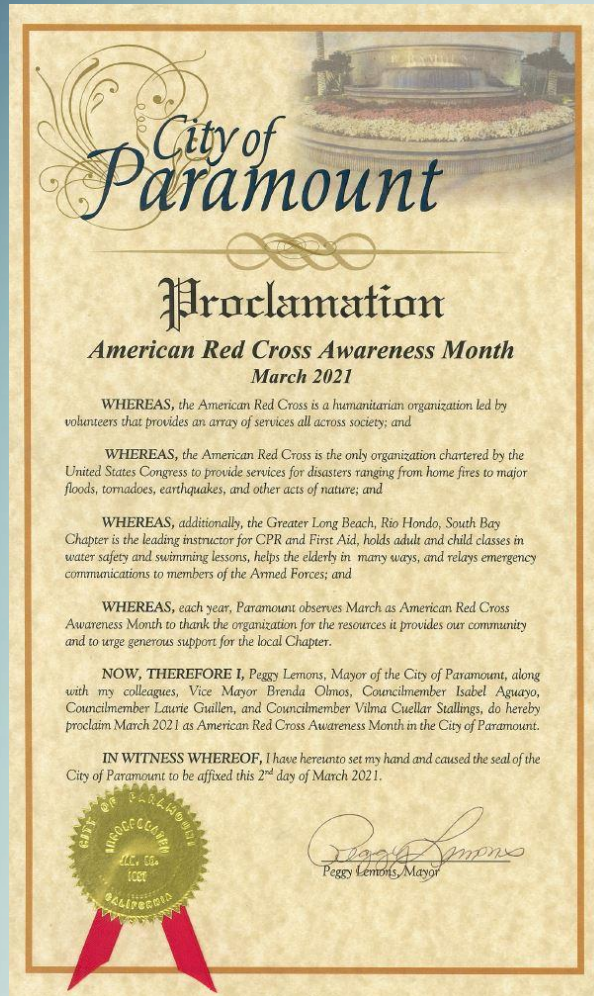 City of
Paramount
Proclamation
American Red Cross Awareness Month
March 2021
WHEREAS, the American Red Cross is a humanitarian organization led by
volunteers that provides an array of services all across society; and
WHEREAS, the American Red Cross is the only organization chartered by the
United States Congress to provide services for disasters ranging from home fires to major
floods, tornadoes, earthquakes, and other acts of nature; and
WHEREAS, additionally, the Greater Long Beach, Rio Hondo, South Bay
Chapter is the leading instructor for CPR and First Aid, holds adult and child classes in
water safety and swimming lessons, helps the elderly in many ways, and relays emergency
communications to members of the Armed Forces; and
WHEREAS, each year, Paramount observes March as American Red Cross
Awareness Month to thank the organization for the resources it provides our community
and to urge generous support for the local Chapter.
NOW, THEREFORE I, Peggy Lemons, Mayor of the City of Paramount, along
with my colleagues, Vice Mayor Brenda Olmos, Councilmember Isabel Aguayo,
Councilmember Laurie Guillen, and Councilmember Vilma Cuellar Stallings, do hereby
proclaim March 2021 as American Red Cross Awareness Month in the City of Paramount.
IN WITNESS WHEREOF, I have hereunto set my hand and caused the seal of the
City of Paramount to be affixed this 2nd day of March 2021.
CITY OF PARAMOUNT
INCORPORATED
CALIFORNIA
Peggy Lemons
Peggy Lemons, Mayor